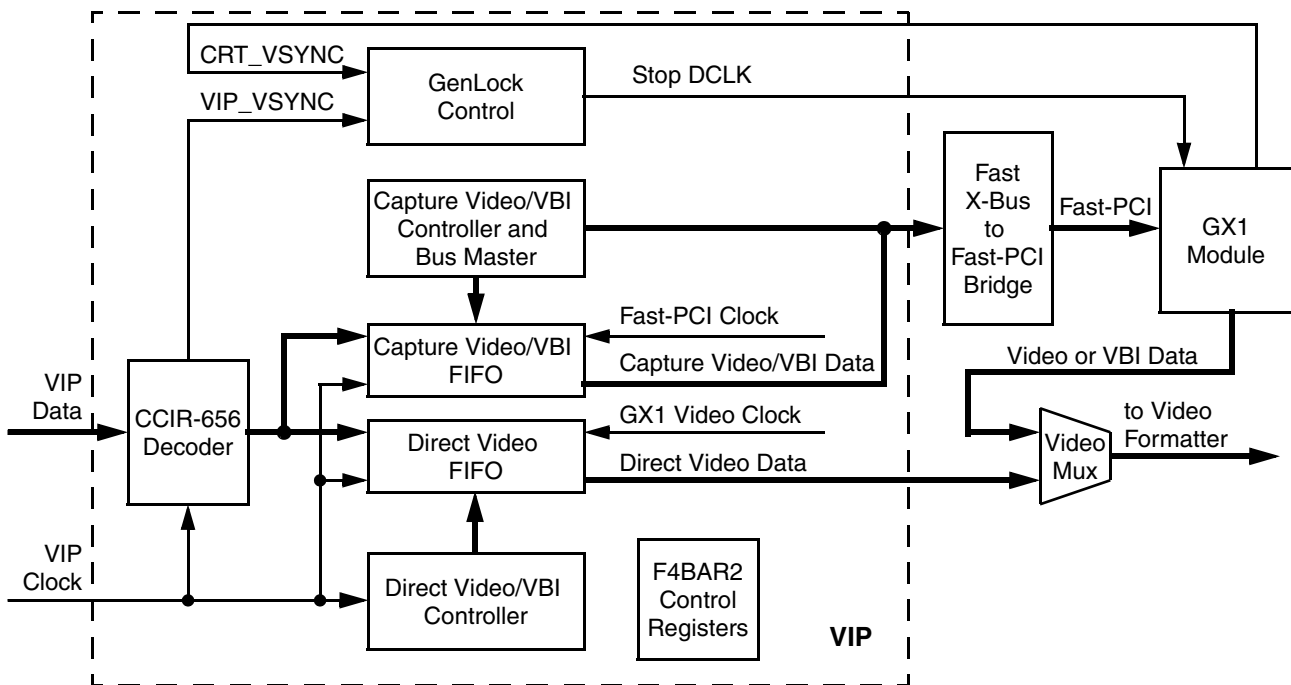 CRT_VSYNC
GenLock
Control
Stop DCLK
VIP_VSYNC
Fast
X-Bus
to
Fast-PCI
Bridge
Fast-PCI
GX1
Module
Capture Video/VBI
Controller and
Bus Master
Fast-PCI Clock
Capture Video/VBI
FIFO
Capture Video/VBI Data
Video or VBI Data
VIP
Data
CCIR-656
Decoder
GX1 Video Clock
Direct Video
FIFO
Direct Video Data
Video
Mux
to Video
Formatter
VIP
Clock
Direct Video/VBI
Controller
F4BAR2
Control
Registers
VIP